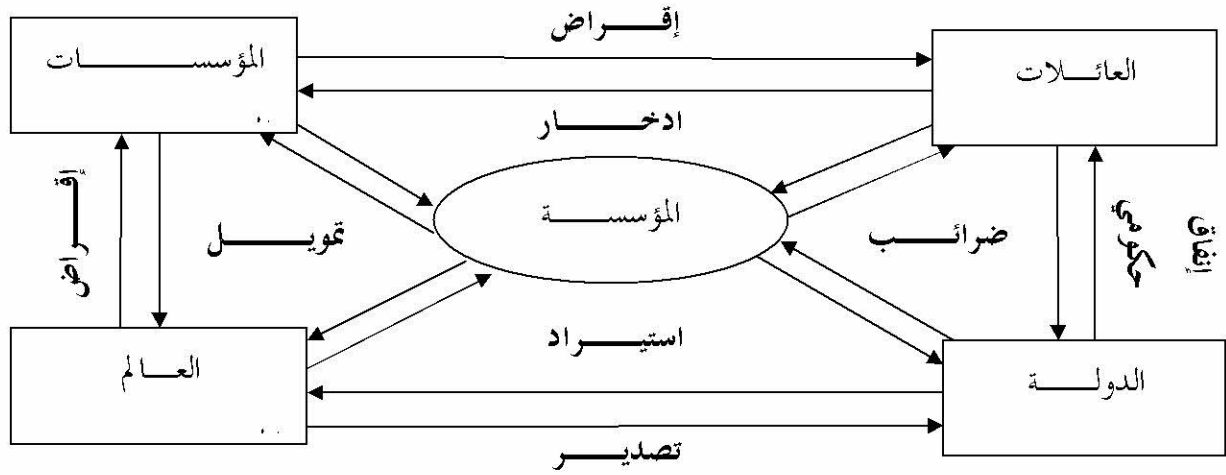 إقراض
المؤسسات
العائلات
ادخار
المؤسسة
إقراض
تمويل
ضرائب
إنفاق
حكومي
استيراد
العالم
الدولة
تصدير